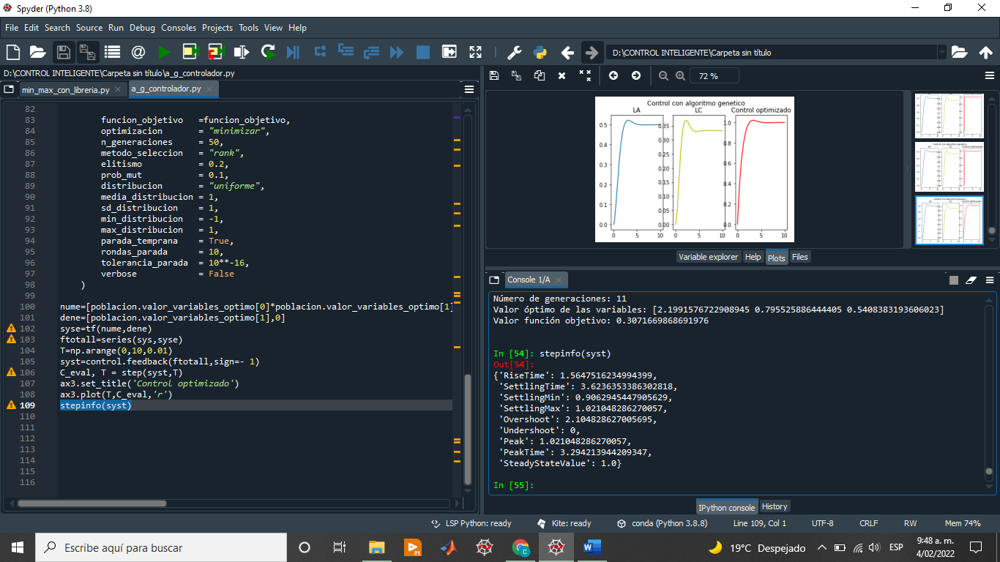 Spyder (Python 3.8)
File Edit Search Source Run Debug Consoles Projects Tools View Help
D:\CONTROL INTELIGENTE\Carpeta sin título
D:\CONTROL INTELIGENTE\Carpeta sin título\a_g_controlador.py
min_max_con_libreria.py
a_g_controlador.py
82
83 funcion_objetivo =funcion_objetivo,
84 optimizacion = "minimizar",
85 n_generaciones = 50,
86 metodo_seleccion = "rank",
87 elitismo = 0.2,
88 prob_mut = 0.1,
89 distribucion = "uniforme",
90 media_distribucion = 1,
91 sd_distribucion = 1,
92 min_distribucion = -1,
93 max_distribucion = 1,
94 parada_temprana = True,
95 rondas_parada = 10,
96 tolerancia_parada = 10**-16,
97 verbose = False
98 )
99
100 nume=[poblacion.valor_variables_optimo[0]*poblacion.valor_variables_optimo[1]
101 dene=[poblacion.valor_variables_optimo[1],0]
102 syse=tf(nume,dene)
103 ftotall=series(sys,syse)
104 T=np.arange(0,10,0.01)
105 syst=control.feedback(ftotall,sign=- 1)
106 C_eval, T = step(syst,T)
107 ax3.set_title('Control optimizado')
108 ax3.plot(T,C_eval,'r')
109 stepinfo(syst)
110
111
112
113
114
115
116
72 %
Control con algoritmo genetico
LA LC Control optimizado
0.5
0.4
0.3
0.2
0.1
0.0
0 5 10
0.35
0.30
0.25
0.20
0.15
0.10
0.05
0.00
0 5 10
1.0
0.8
0.6
0.4
0.2
0.0
0 5 10
Variable explorer Help Plots Files
Console 1/A
Número de generaciones: 11
Valor óptimo de las variables: [2.1991576722908945 0.795525886444405 0.5408383193606023]
Valor función objetivo: 0.3071669868691976
In [54]: stepinfo(syst)
Out[54]:
{'RiseTime': 1.5647516234994399,
'SettlingTime': 3.6236353386302818,
'SettlingMin': 0.9062945447905629,
'SettlingMax': 1.021048286270057,
'Overshoot': 2.104828627005695,
'Undershoot': 0,
'Peak': 1.021048286270057,
'PeakTime': 3.294213944209347,
'SteadyStateValue': 1.0}
In [55]:
IPython console History
LSP Python: ready Kite: ready conda (Python 3.8.8) Line 109, Col 1 UTF-8 CRLF RW Mem 74%
Escribe aquí para buscar
19°C Despejado
ESP
9:48 a. m.
4/02/2022